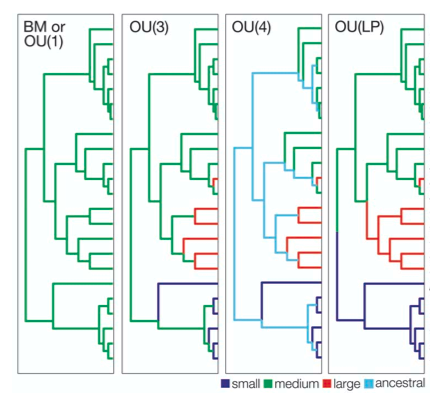 BM or
OU(1)
OU(3)
OU(4)
OU(LP)
small medium large ancestral